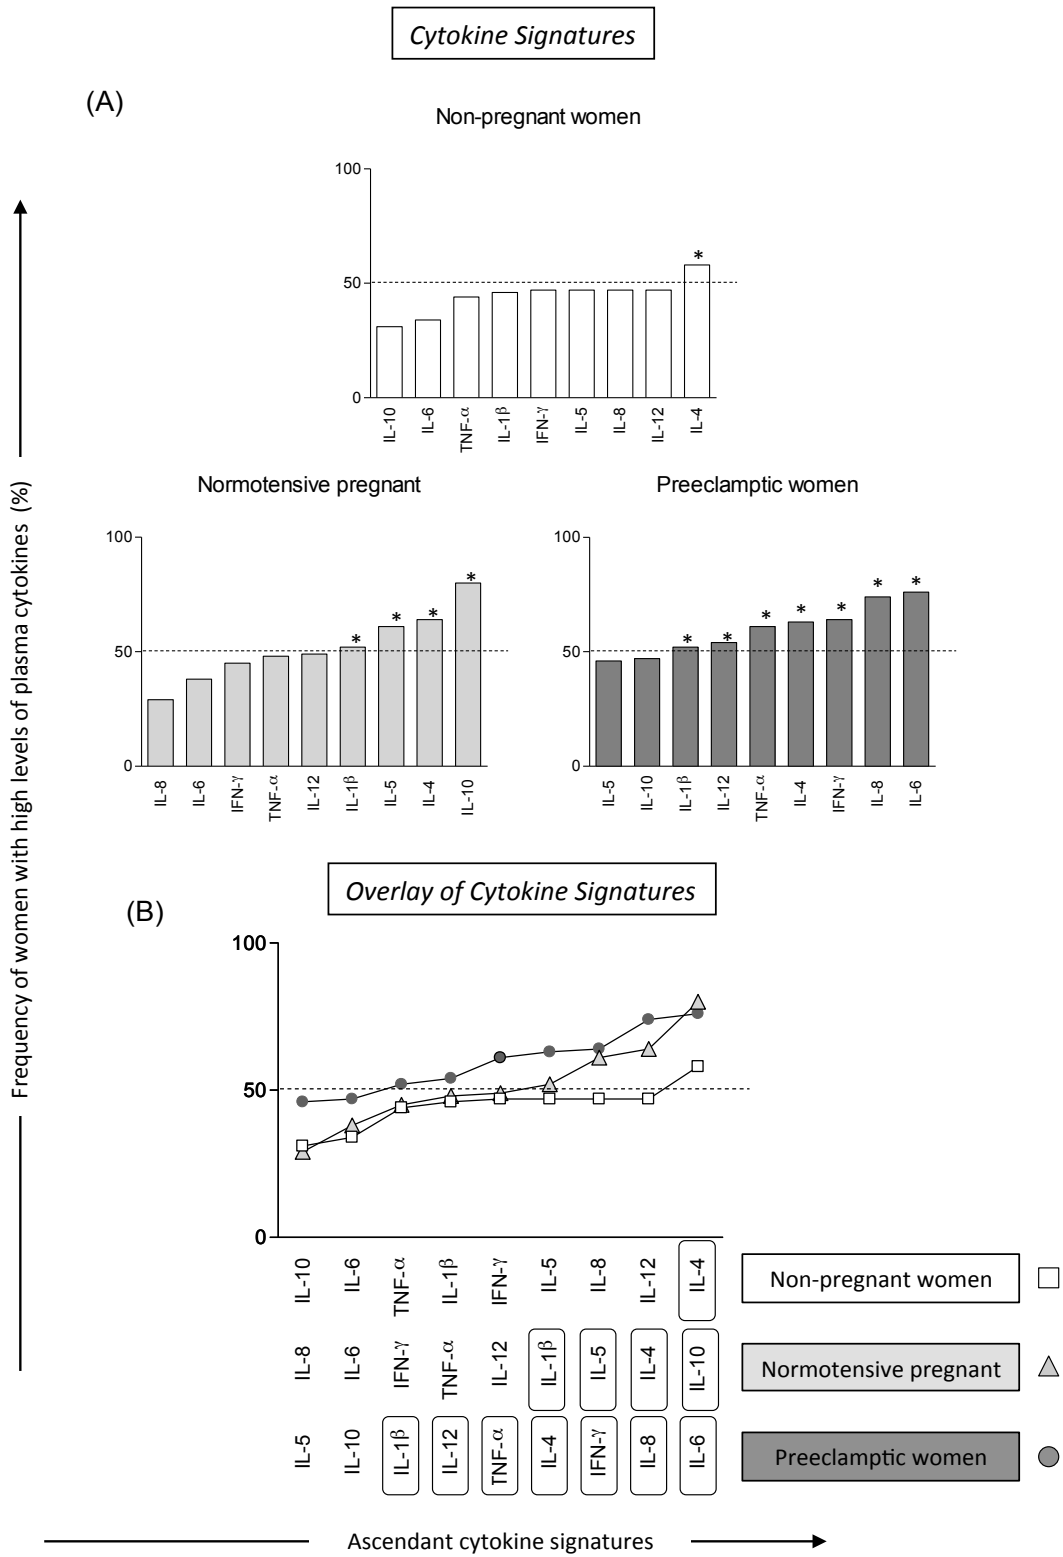 Cytokine Signatures
(A)
Frequency of women with high levels of plasma cytokines (%)
Non-pregnant women
100
50
0
*
IL-10 IL-6 TNF-α IL-1β IFN-γ IL-5 IL-8 IL-12 IL-4
Normotensive pregnant
100
50
0
* * * *
IL-8 IL-6 IFN-γ TNF-α IL-12 IL-1β IL-5 IL-4 IL-10
Preeclamptic women
100
50
0
* * * * * * *
IL-5 IL-10 IL-1β IL-12 TNF-α IL-4 IFN-γ IL-8 IL-6
Overlay of Cytokine Signatures
(B)
100
50
0
IL-10 IL-6 TNF-α IL-1β IFN-γ IL-5 IL-8 IL-12 IL-4
Non-pregnant women
IL-8 IL-6 IFN-γ TNF-α IL-12 IL-1β IL-5 IL-4 IL-10
Normotensive pregnant
IL-5 IL-10 IL-1β IL-12 TNF-α IL-4 IFN-γ IL-8 IL-6
Preeclamptic women
Ascendant cytokine signatures